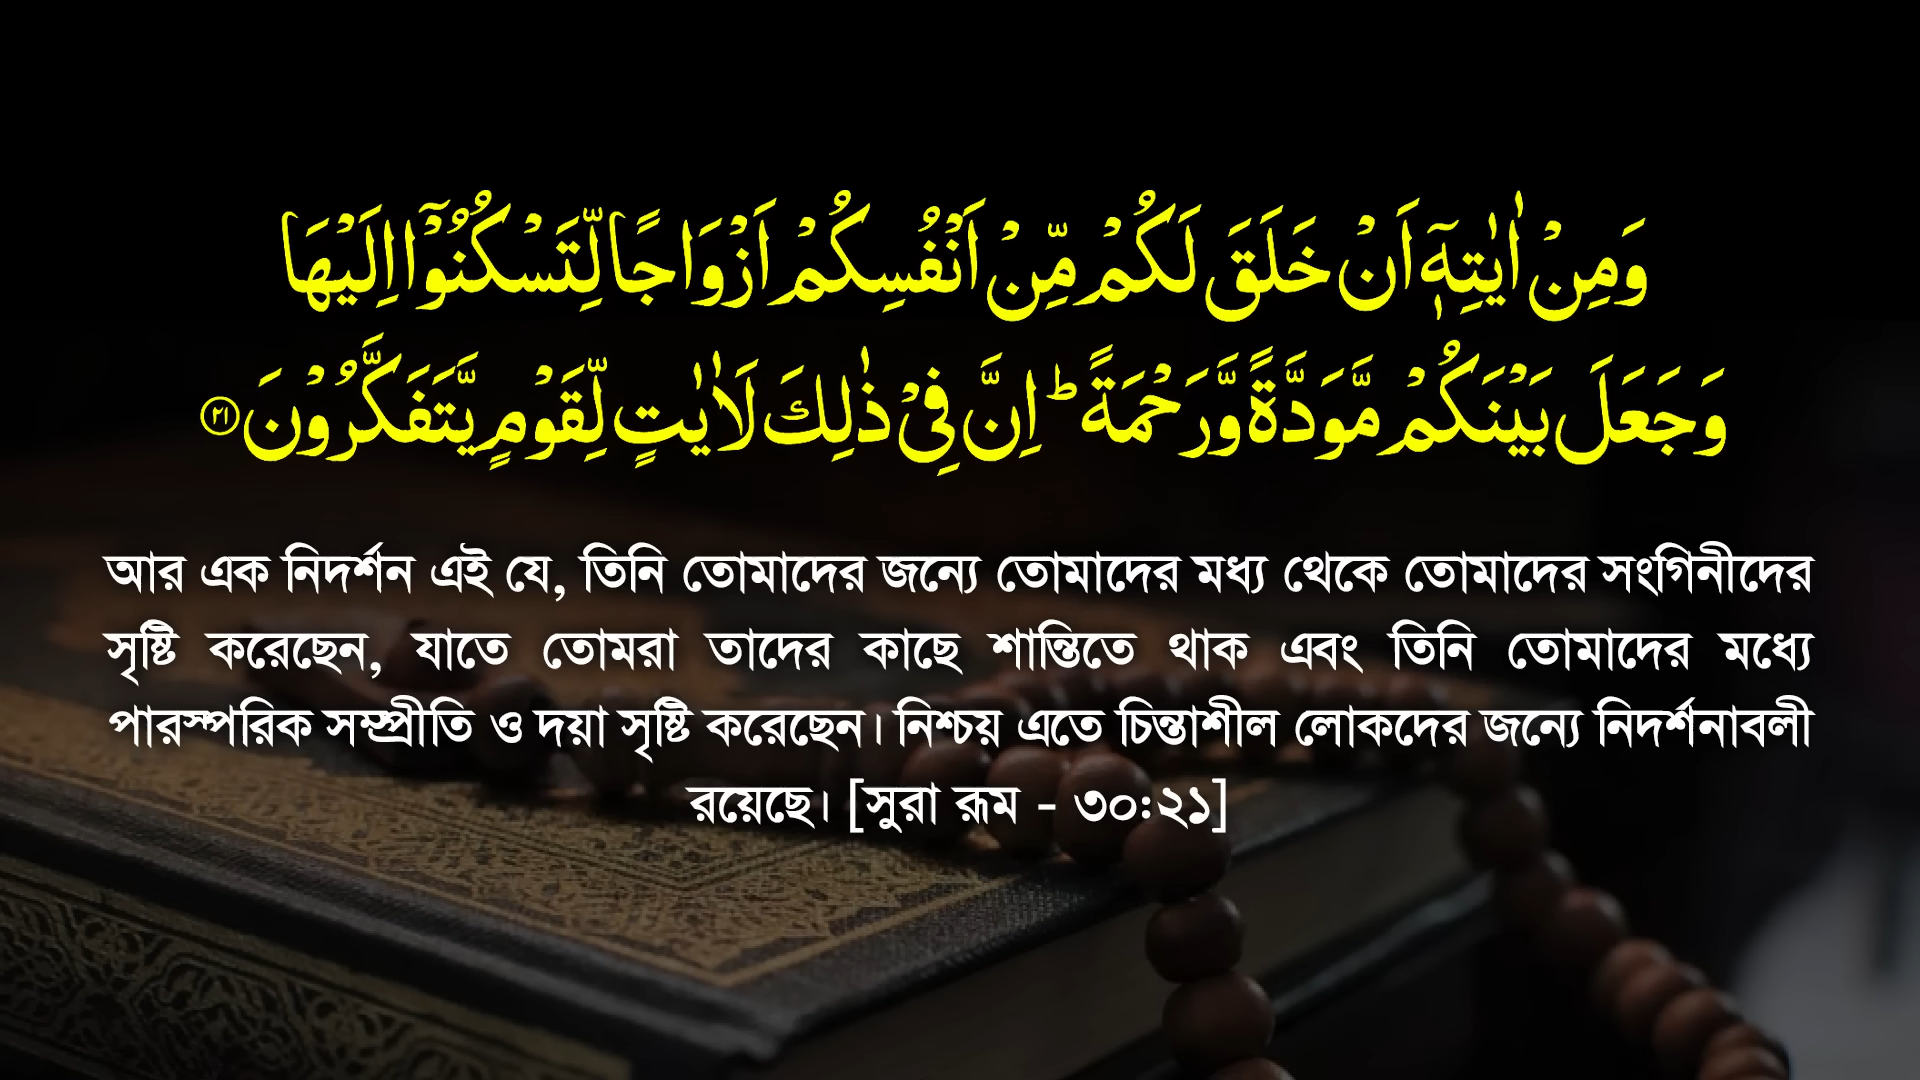 وَمِنْ اٰيٰتِهٖٓ اَنْ خَلَقَ لَكُمْ مِّنْ اَنْفُسِكُمْ اَزْوَاجًا لِّتَسْكُنُوْٓا اِلَيْهَا
وَجَعَلَ بَيْنَكُمْ مَّوَدَّةً وَّرَحْمَةً ؕ اِنَّ فِيْ ذٰلِكَ لَاٰيٰتٍ لِّقَوْمٍ يَّتَفَكَّرُوْنَ ٢١
আর এক নিদর্শন এই যে, তিনি তোমাদের জন্যে তোমাদের মধ্য থেকে তোমাদের সংগিনীদের
সৃষ্টি করেছেন, যাতে তোমরা তাদের কাছে শান্তিতে থাক এবং তিনি তোমাদের মধ্যে
পারস্পরিক সম্প্রীতি ও দয়া সৃষ্টি করেছেন। নিশ্চয় এতে চিন্তাশীল লোকদের জন্যে নিদর্শনাবলী
রয়েছে। [সুরা রূম - ৩০:২১]